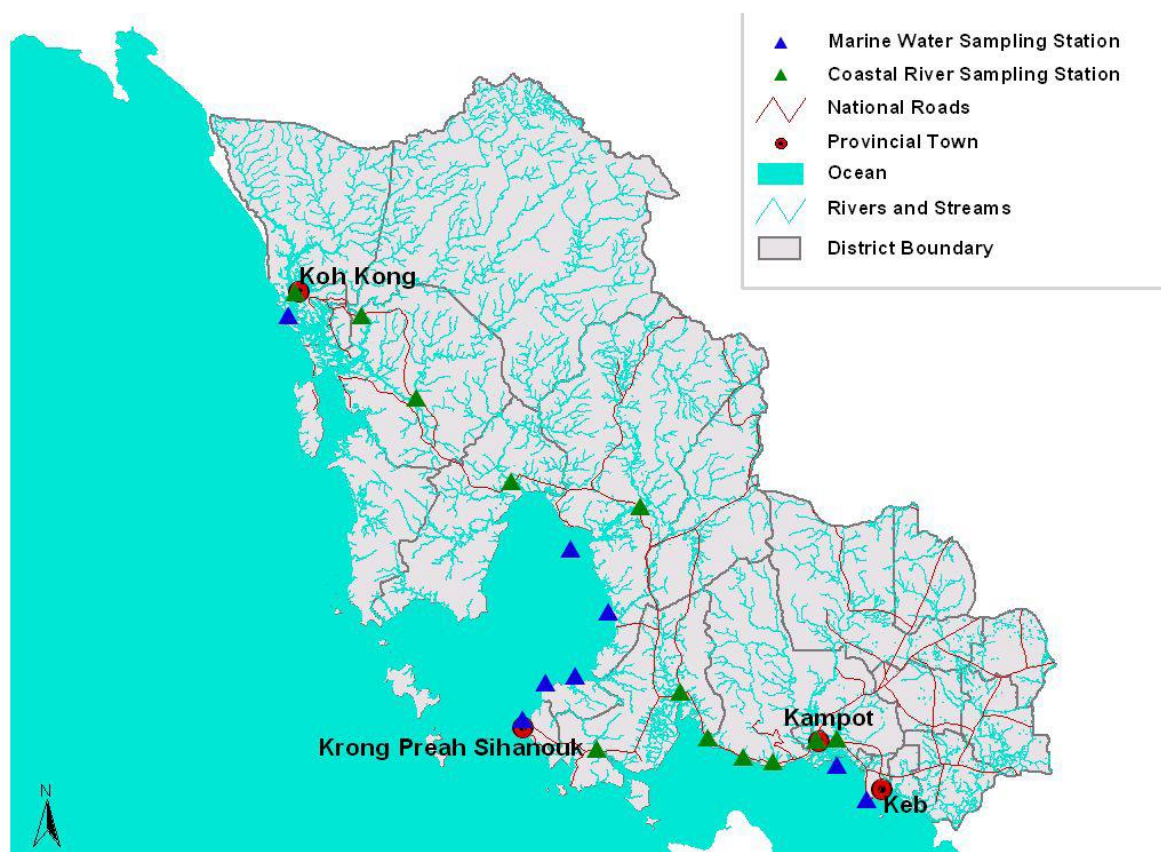 Marine Water Sampling Station
Coastal River Sampling Station
National Roads
Provincial Town
Ocean
Rivers and Streams
District Boundary
Koh Kong
Kampot
Krong Preah Sihanouk
Keb
N